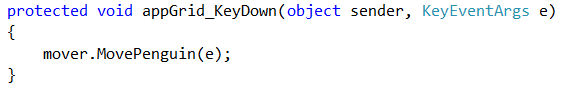 protected void appGrid_KeyDown(object sender, KeyEventArgs e)
{
    mover.MovePenguin(e);
}